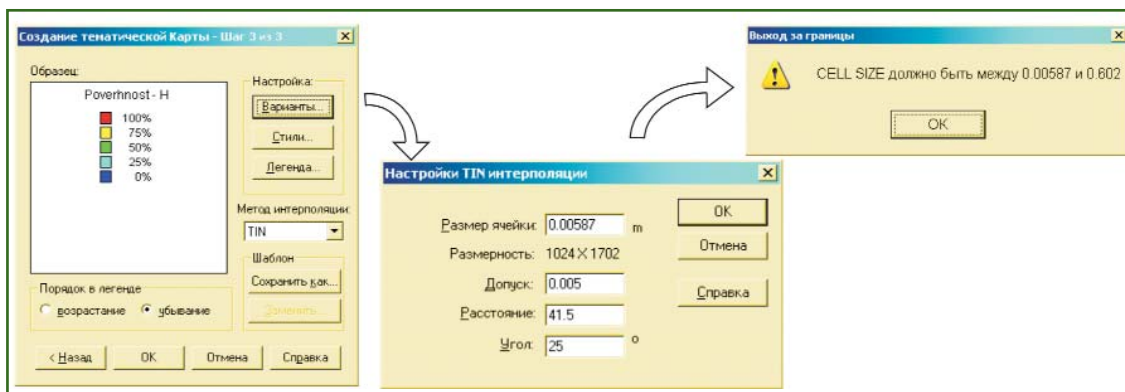 Создание тематической Карты - Шаг 3 из 3
Образец:
Poverhnost - H
100%
75%
50%
25%
0%
Порядок в легенде
возрастание убывание
Настройка:
Варианты...
Стили...
Легенда...
Метод интерполяции:
TIN
Шаблон
Сохранить как...
Заменить...
< Назад OK Отмена Справка
Настройки TIN интерполяции
Размер ячейки: 0.00587 m
Размерность: 1024 X 1702
Допуск: 0.005
Расстояние: 41.5
Угол: 25 °
OK
Отмена
Справка
Выход за границы
CELL SIZE должно быть между 0.00587 и 0.602
OK